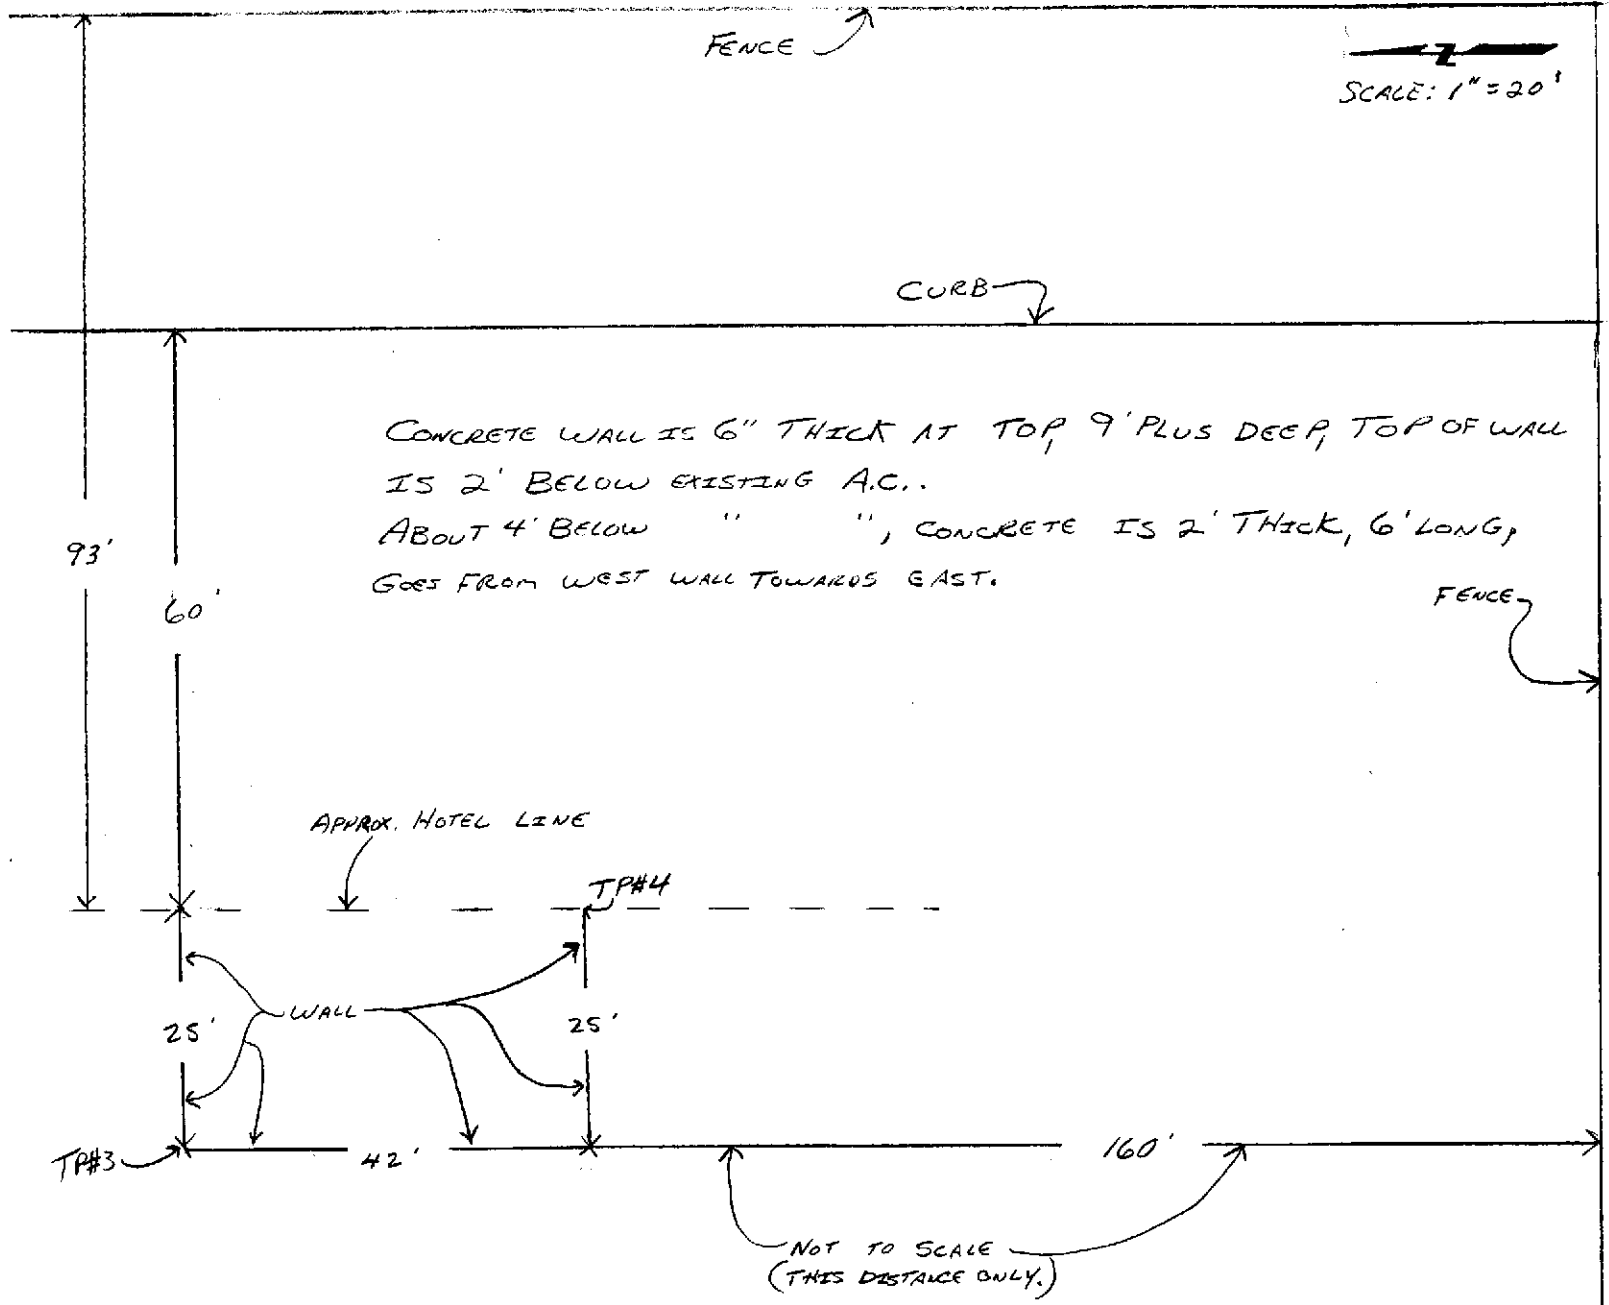 FENCE
Z
SCALE: 1" = 20'
CURB
CONCRETE WALL IS 6" THICK AT TOP, 9' PLUS DEEP, TOP OF WALL
IS 2' BELOW EXISTING A.C..
ABOUT 4' BELOW " ", CONCRETE IS 2' THICK, 6' LONG,
GOES FROM WEST WALL TOWARDS EAST.
93'
60'
FENCE
APPROX. HOTEL LINE
TP#4
WALL
25'
25'
TP#3
42'
160'
NOT TO SCALE
(THIS DISTANCE ONLY.)